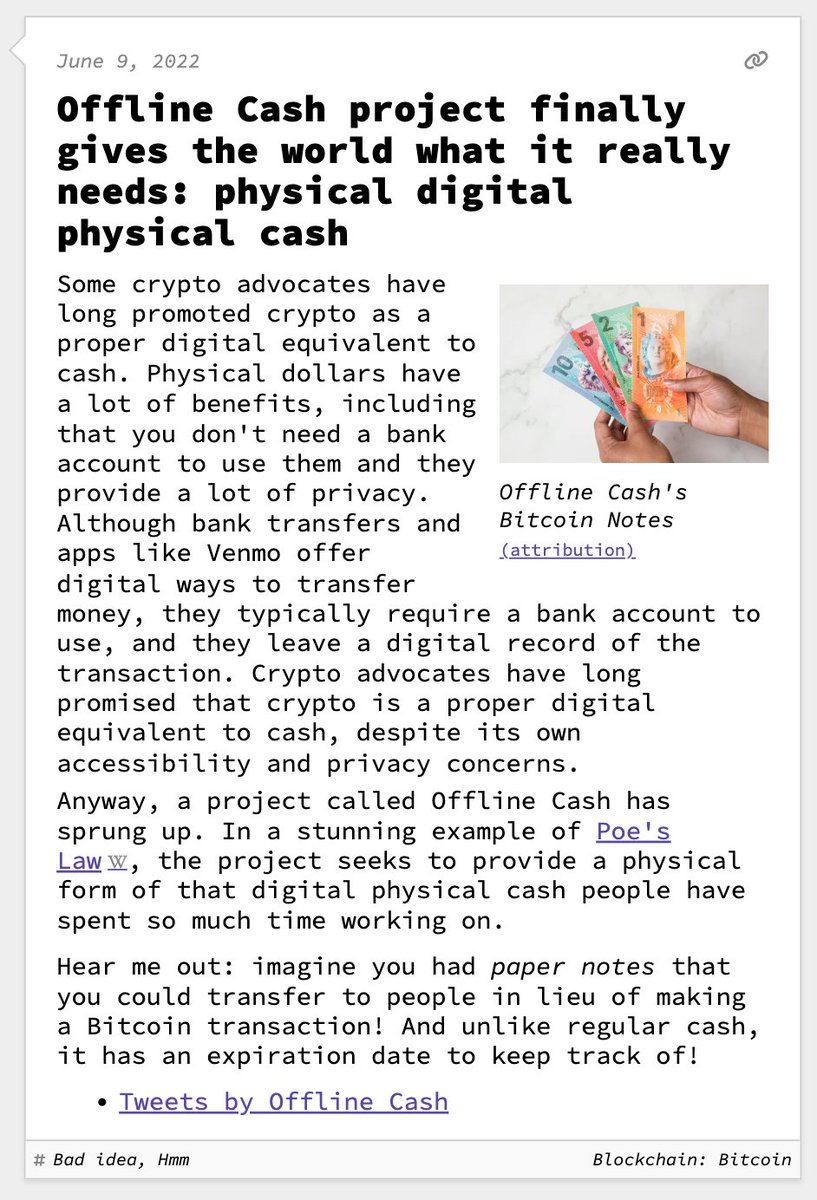 June 9, 2022
Offline Cash project finally
gives the world what it really
needs: physical digital
physical cash
Some crypto advocates have
long promoted crypto as a
proper digital equivalent to
cash. Physical dollars have
a lot of benefits, including
that you don't need a bank
account to use them and they
provide a lot of privacy.
Although bank transfers and
apps like Venmo offer
digital ways to transfer
money, they typically require a bank account to
use, and they leave a digital record of the
transaction. Crypto advocates have long
promised that crypto is a proper digital
equivalent to cash, despite its own
accessibility and privacy concerns.
10
5
2
1
Offline Cash's
Bitcoin Notes
(attribution)
Anyway, a project called Offline Cash has
sprung up. In a stunning example of Poe's
Law W, the project seeks to provide a physical
form of that digital physical cash people have
spent so much time working on.
Hear me out: imagine you had paper notes that
you could transfer to people in lieu of making
a Bitcoin transaction! And unlike regular cash,
it has an expiration date to keep track of!
• Tweets by Offline Cash
# Bad idea, Hmm
Blockchain: Bitcoin